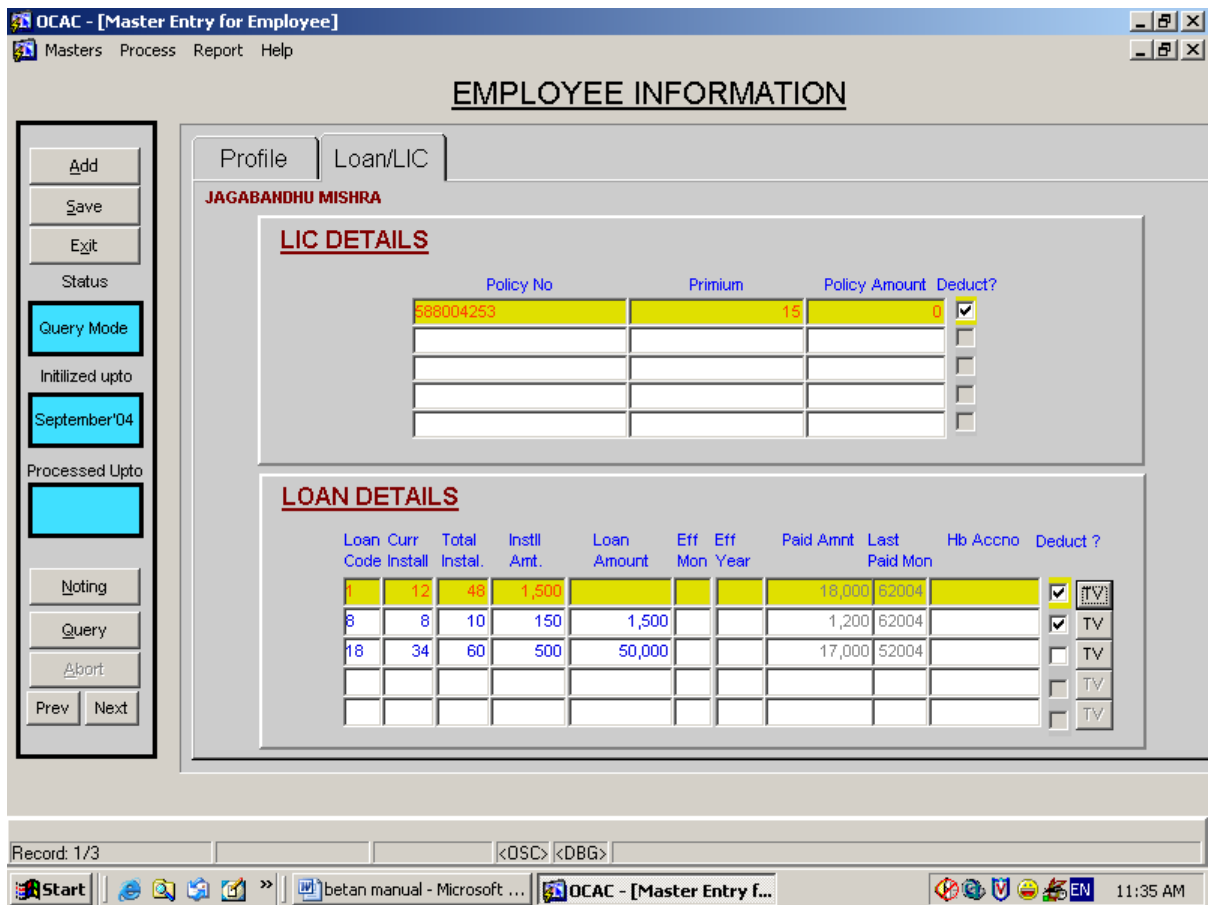 OCAC - [Master Entry for Employee]
Masters Process Report Help
EMPLOYEE INFORMATION
Add
Save
Exit
Status
Query Mode
Initilized upto
September'04
Processed Upto
Noting
Query
Abort
Prev Next
Profile Loan/LIC
JAGABANDHU MISHRA
LIC DETAILS
Policy No Primium Policy Amount Deduct?
588004253 15 0
LOAN DETAILS
Loan Curr Total Instll Loan Eff Eff Paid Amnt Last Hb Accno Deduct ?
Code Install Instal. Amt. Amount Mon Year Paid Mon
1 12 48 1,500 18,000 62004 TV
8 8 10 150 1,500 1,200 62004 TV
18 34 60 500 50,000 17,000 52004 TV
TV
TV
Record: 1/3 <OSC> <DBG>
Start » betan manual - Microsoft ... OCAC - [Master Entry f... EN 11:35 AM